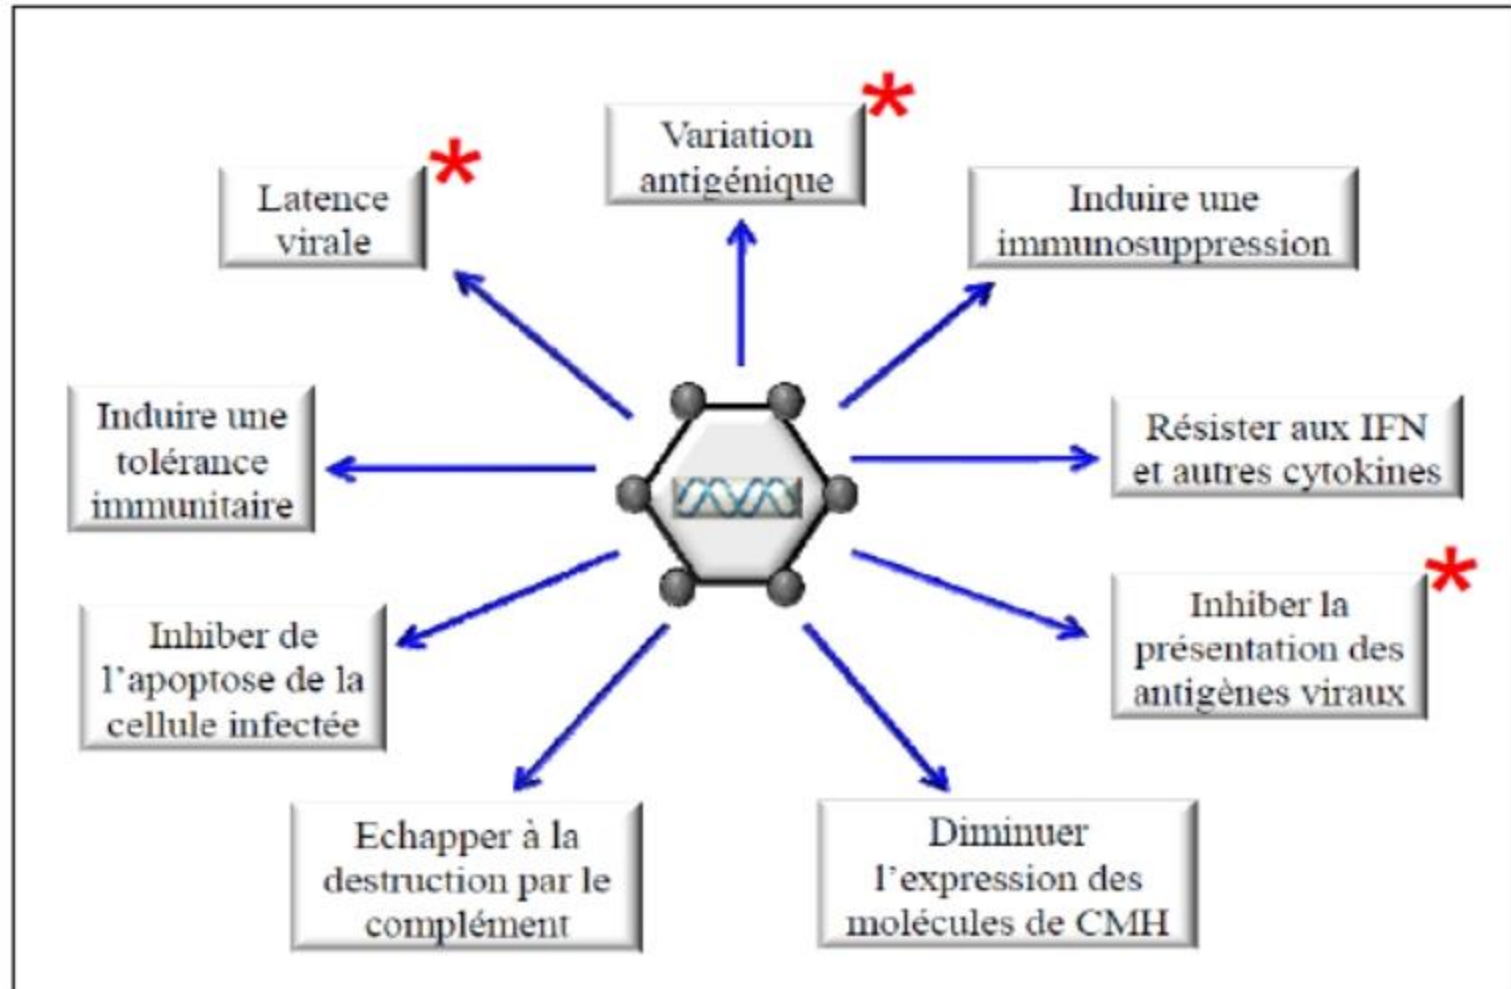 Variation
antigénique
*
Latence
virale
*
Induire une
immunosuppression
Induire une
tolérance
immunitaire
Résister aux IFN
et autres cytokines
Inhiber de
l'apoptose de la
cellule infectée
Inhiber la
présentation des
antigènes viraux
*
Echapper à la
destruction par le
complément
Diminuer
l'expression des
molécules de CMH